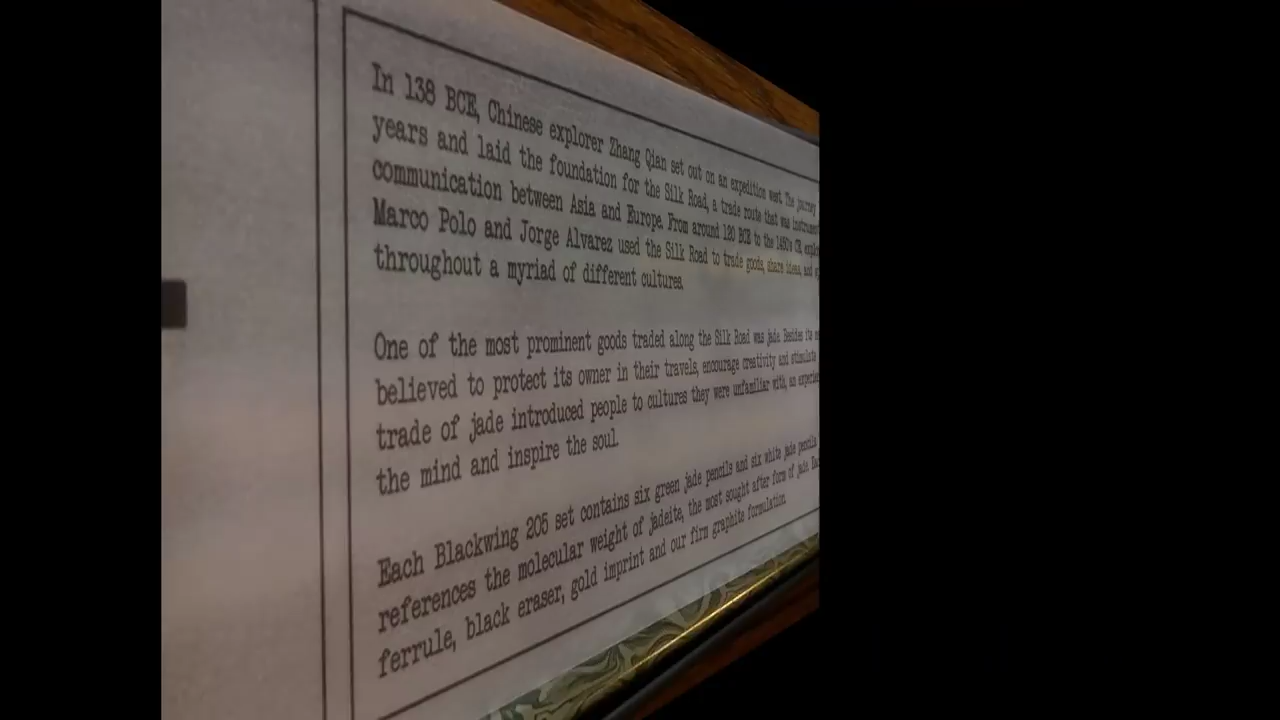 In 138 BCE, Chinese explorer Zhang Qian set out on an expedition west. The journey
years and laid the foundation for the Silk Road, a trade route that was
communication between Asia and Europe. From around 120 BCE to the 1450's CE,
Marco Polo and Jorge Alvarez used the Silk Road to trade goods, share ideas, and
throughout a myriad of different cultures.
One of the most prominent goods traded along the Silk Road was jade. Besides its
believed to protect its owner in their travels, encourage creativity and stimulate
trade of jade introduced people to cultures they were unfamiliar with, an
the mind and inspire the soul.
Each Blackwing 205 set contains six green jade pencils and six white jade pencils.
references the molecular weight of jadeite, the most sought after form of jade.
ferrule, black eraser, gold imprint and our firm graphite formulation.